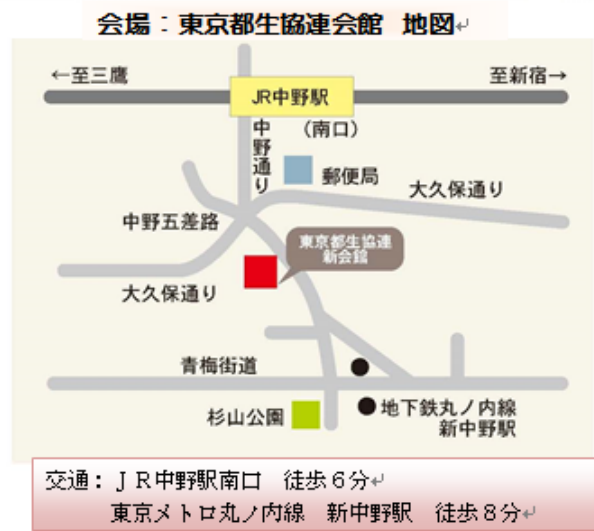 会場：東京都生協連会館 地図↵
←至三鷹
至新宿→
JR中野駅
(南口)
中野通り
郵便局
大久保通り
中野五差路
東京都生協連
新会館
大久保通り
青梅街道
地下鉄丸ノ内線
新中野駅
杉山公園
交通：ＪＲ中野駅南口　徒歩６分↵
東京メトロ丸ノ内線　新中野駅　徒歩８分↵